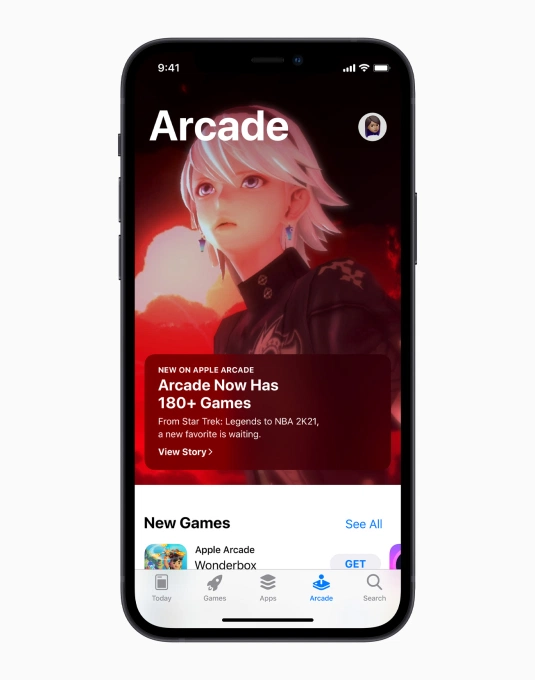 9:41
Arcade
NEW ON APPLE ARCADE
Arcade Now Has
180+ Games
From Star Trek: Legends to NBA 2K21,
a new favorite is waiting.
View Story >
New Games
See All
Apple Arcade
Wonderbox
GET
Today
Games
Apps
Arcade
Search